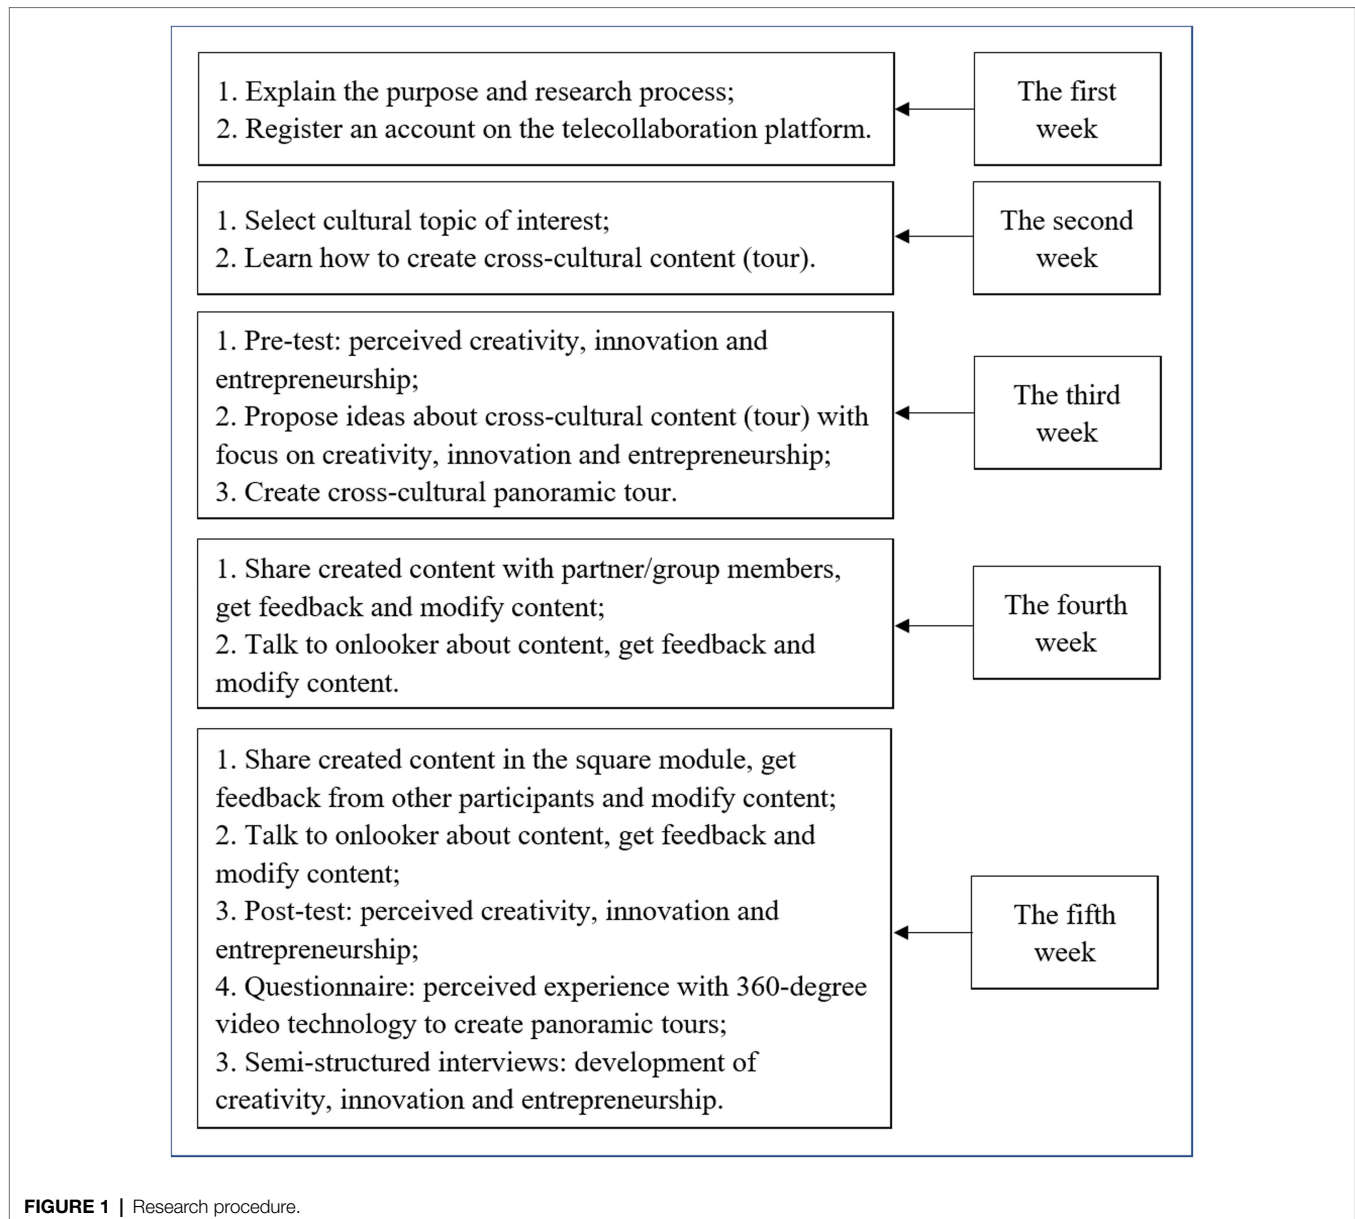 1. Explain the purpose and research process;
2. Register an account on the telecollaboration platform.
The first
week
1. Select cultural topic of interest;
2. Learn how to create cross-cultural content (tour).
The second
week
1. Pre-test: perceived creativity, innovation and
entrepreneurship;
2. Propose ideas about cross-cultural content (tour) with
focus on creativity, innovation and entrepreneurship;
3. Create cross-cultural panoramic tour.
The third
week
1. Share created content with partner/group members,
get feedback and modify content;
2. Talk to onlooker about content, get feedback and
modify content.
The fourth
week
1. Share created content in the square module, get
feedback from other participants and modify content;
2. Talk to onlooker about content, get feedback and
modify content;
3. Post-test: perceived creativity, innovation and
entrepreneurship;
4. Questionnaire: perceived experience with 360-degree
video technology to create panoramic tours;
3. Semi-structured interviews: development of
creativity, innovation and entrepreneurship.
The fifth
week
FIGURE 1 | Research procedure.